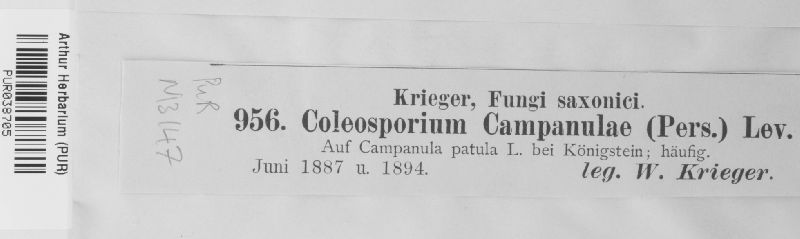 Arthur Herbarium (PUR)
PUR038705
PUR
N13147
Krieger, Fungi saxonici.
956. Coleosporium Campanulae (Pers.) Lev.
Auf Campanula patula L. bei Königstein; häufig.
Juni 1887 u. 1894. leg. W. Krieger.